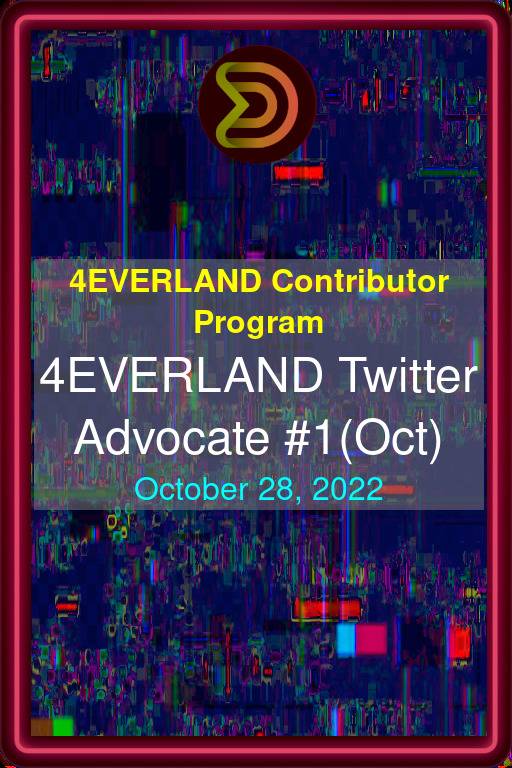 4EVERLAND Contributor
Program
4EVERLAND Twitter
Advocate #1(Oct)
October 28, 2022